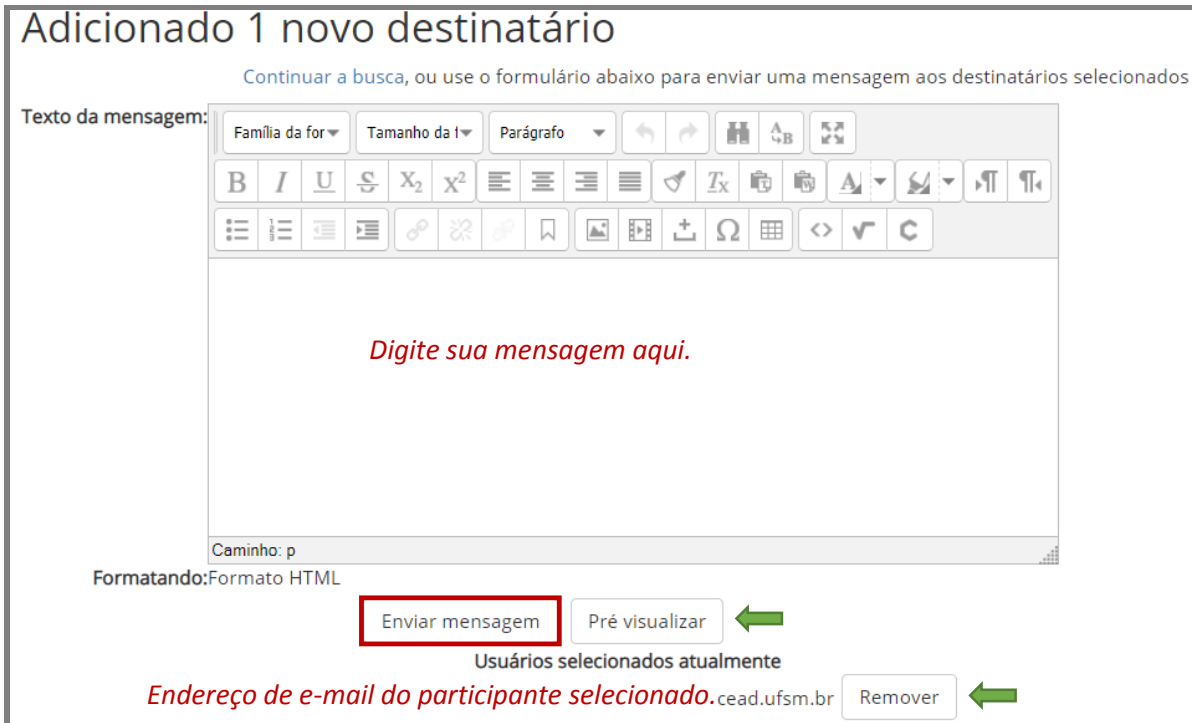 Adicionado 1 novo destinatário
Continuar a busca, ou use o formulário abaixo para enviar uma mensagem aos destinatários selecionados
Texto da mensagem:
Família da for Tamanho da f Parágrafo
Digite sua mensagem aqui.
Caminho: p
Formatando:Formato HTML
Enviar mensagem Pré visualizar
Usuários selecionados atualmente
Endereço de e-mail do participante selecionado.cead.ufsm.br Remover